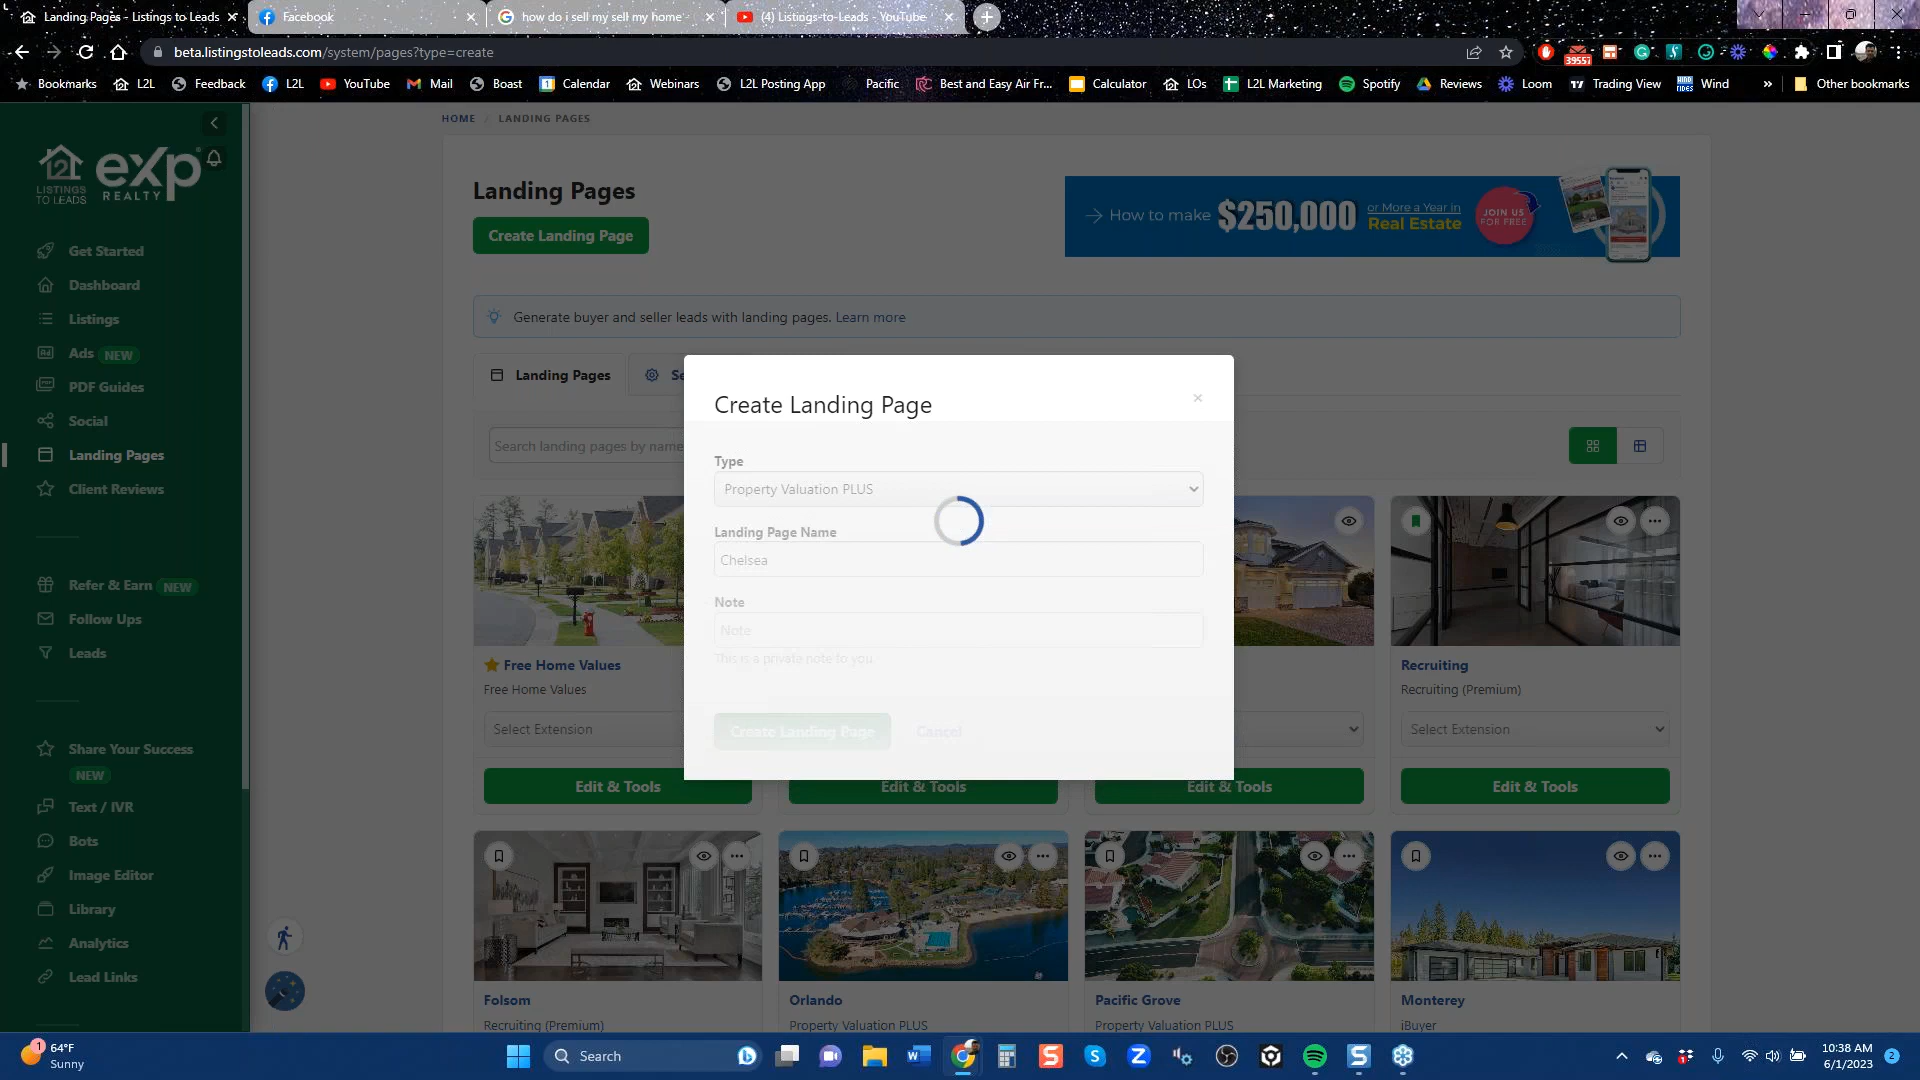 Landing Pages - Listings to Leads
Facebook
how do i sell my sell my home
(4) Listings-to-Leads - YouTube
beta.listingstoleads.com/system/pages?type=create
39557
Bookmarks
L2L
Feedback
L2L
YouTube
Mail
Boast
Calendar
Webinars
L2L Posting App
Pacific
Best and Easy Air Fr...
Calculator
LOs
L2L Marketing
Spotify
Reviews
Loom
Trading View
Wind
Other bookmarks
L2L
LISTINGS
TO LEADS
eXp
REALTY
Get Started
Dashboard
Listings
Ads NEW
PDF Guides
Social
Landing Pages
Client Reviews
Refer & Earn NEW
Follow Ups
Leads
Share Your Success
NEW
Text / IVR
Bots
Image Editor
Library
Analytics
Lead Links
HOME / LANDING PAGES
Landing Pages
Create Landing Page
How to make $250,000 or More a Year in
Real Estate
JOIN US
FOR FREE
Generate buyer and seller leads with landing pages. Learn more
Landing Pages
Se
Search landing pages by name
Create Landing Page
×
Type
Property Valuation PLUS
Landing Page Name
Chelsea
Note
Note
This is a private note to you
Create Landing Page
Cancel
Free Home Values
Free Home Values
Select Extension
Edit & Tools
Edit & Tools
Edit & Tools
Recruiting
Recruiting (Premium)
Select Extension
Edit & Tools
Folsom
Recruiting (Premium)
Orlando
Property Valuation PLUS
Pacific Grove
Property Valuation PLUS
Monterey
iBuyer
1
64°F
Sunny
Search
10:38 AM
6/1/2023
2